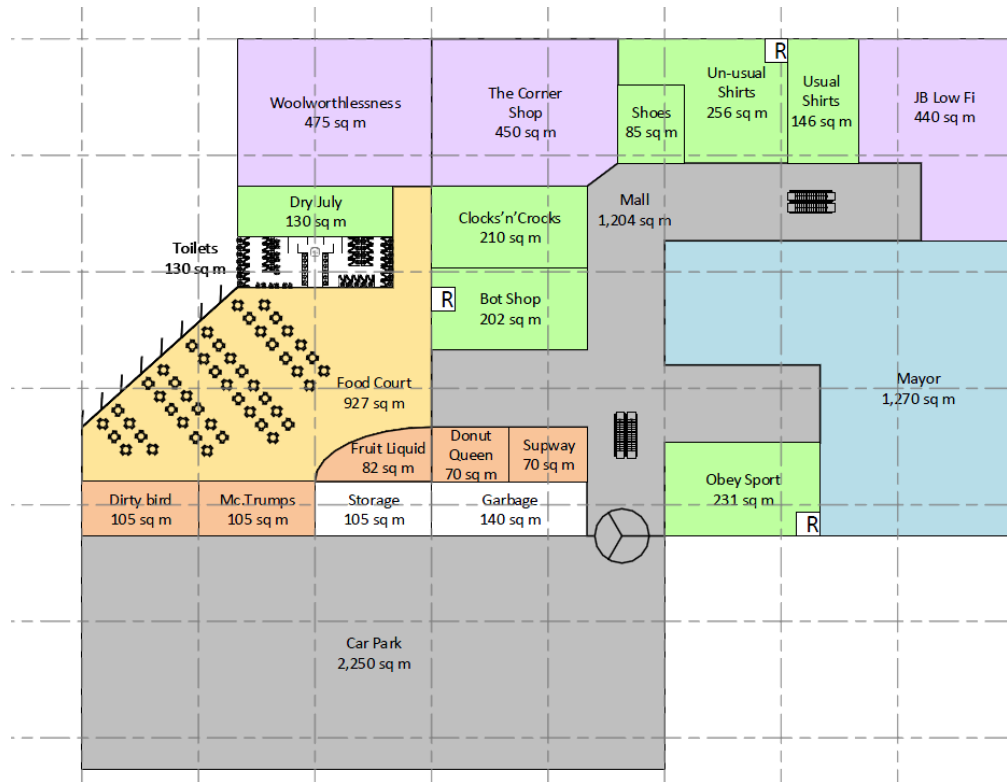 Woolworthlessness
475 sq m
The Corner
Shop
450 sq m
Shoes
85 sq m
R
Un-usual
Shirts
256 sq m
Usual
Shirts
146 sq m
JB Low Fi
440 sq m
Dry July
130 sq m
Clocks'n'Crocks
210 sq m
Mall
1,204 sq m
Toilets
130 sq m
R
Bot Shop
202 sq m
Food Court
927 sq m
Mayor
1,270 sq m
Fruit Liquid
82 sq m
Donut
Queen
70 sq m
Supway
70 sq m
Obey Sport
231 sq m
R
Dirty bird
105 sq m
Mc.Trumps
105 sq m
Storage
105 sq m
Garbage
140 sq m
Car Park
2,250 sq m